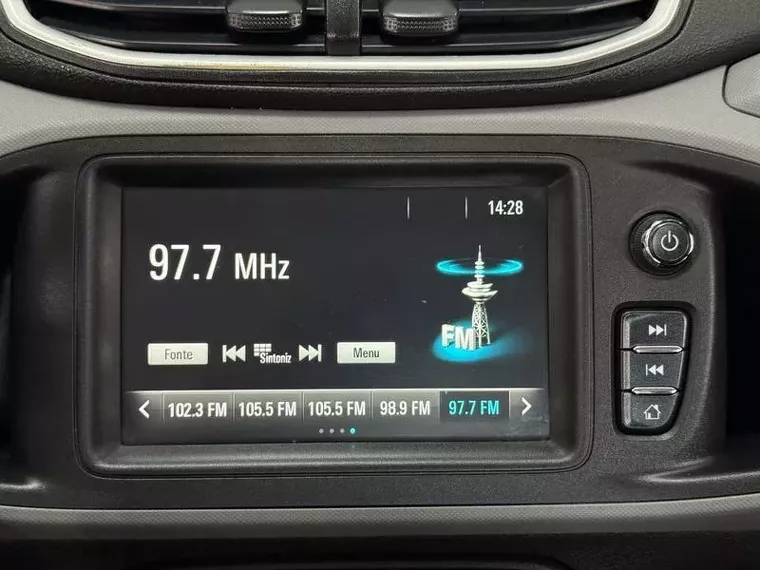 14:28
97.7 MHz
FM
Fonte
Sintoniz
Menu
102.3 FM 105.5 FM 105.5 FM 98.9 FM 97.7 FM